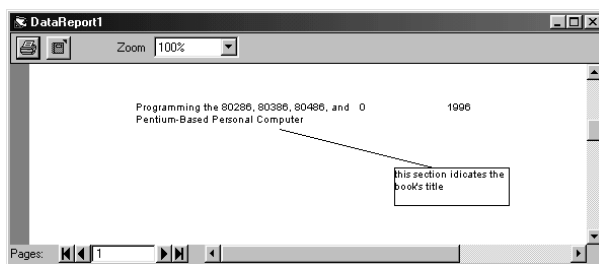 DataReport1
Zoom 100%
Programming the 80286, 80386, 80486, and 0 1996
Pentium-Based Personal Computer
this section idicates the
book's title
Pages: 1